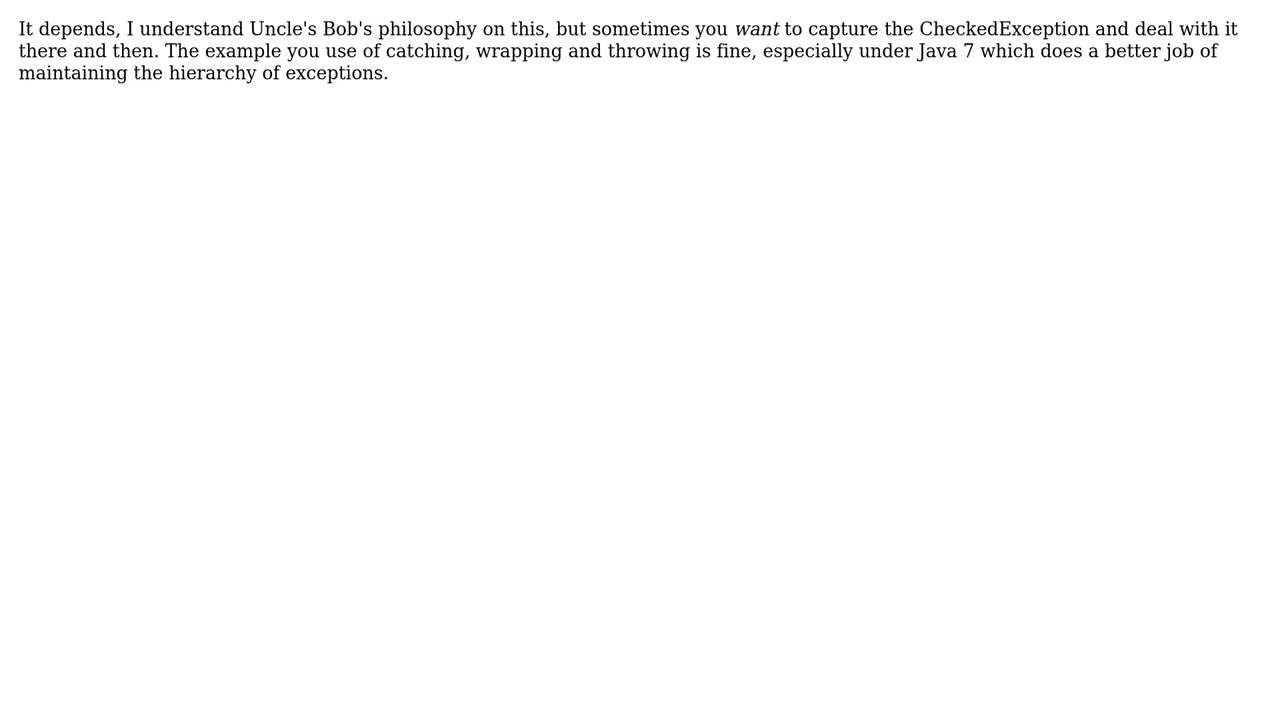 It depends, I understand Uncle's Bob's philosophy on this, but sometimes you want to capture the CheckedException and deal with it
there and then. The example you use of catching, wrapping and throwing is fine, especially under Java 7 which does a better job of
maintaining the hierarchy of exceptions.